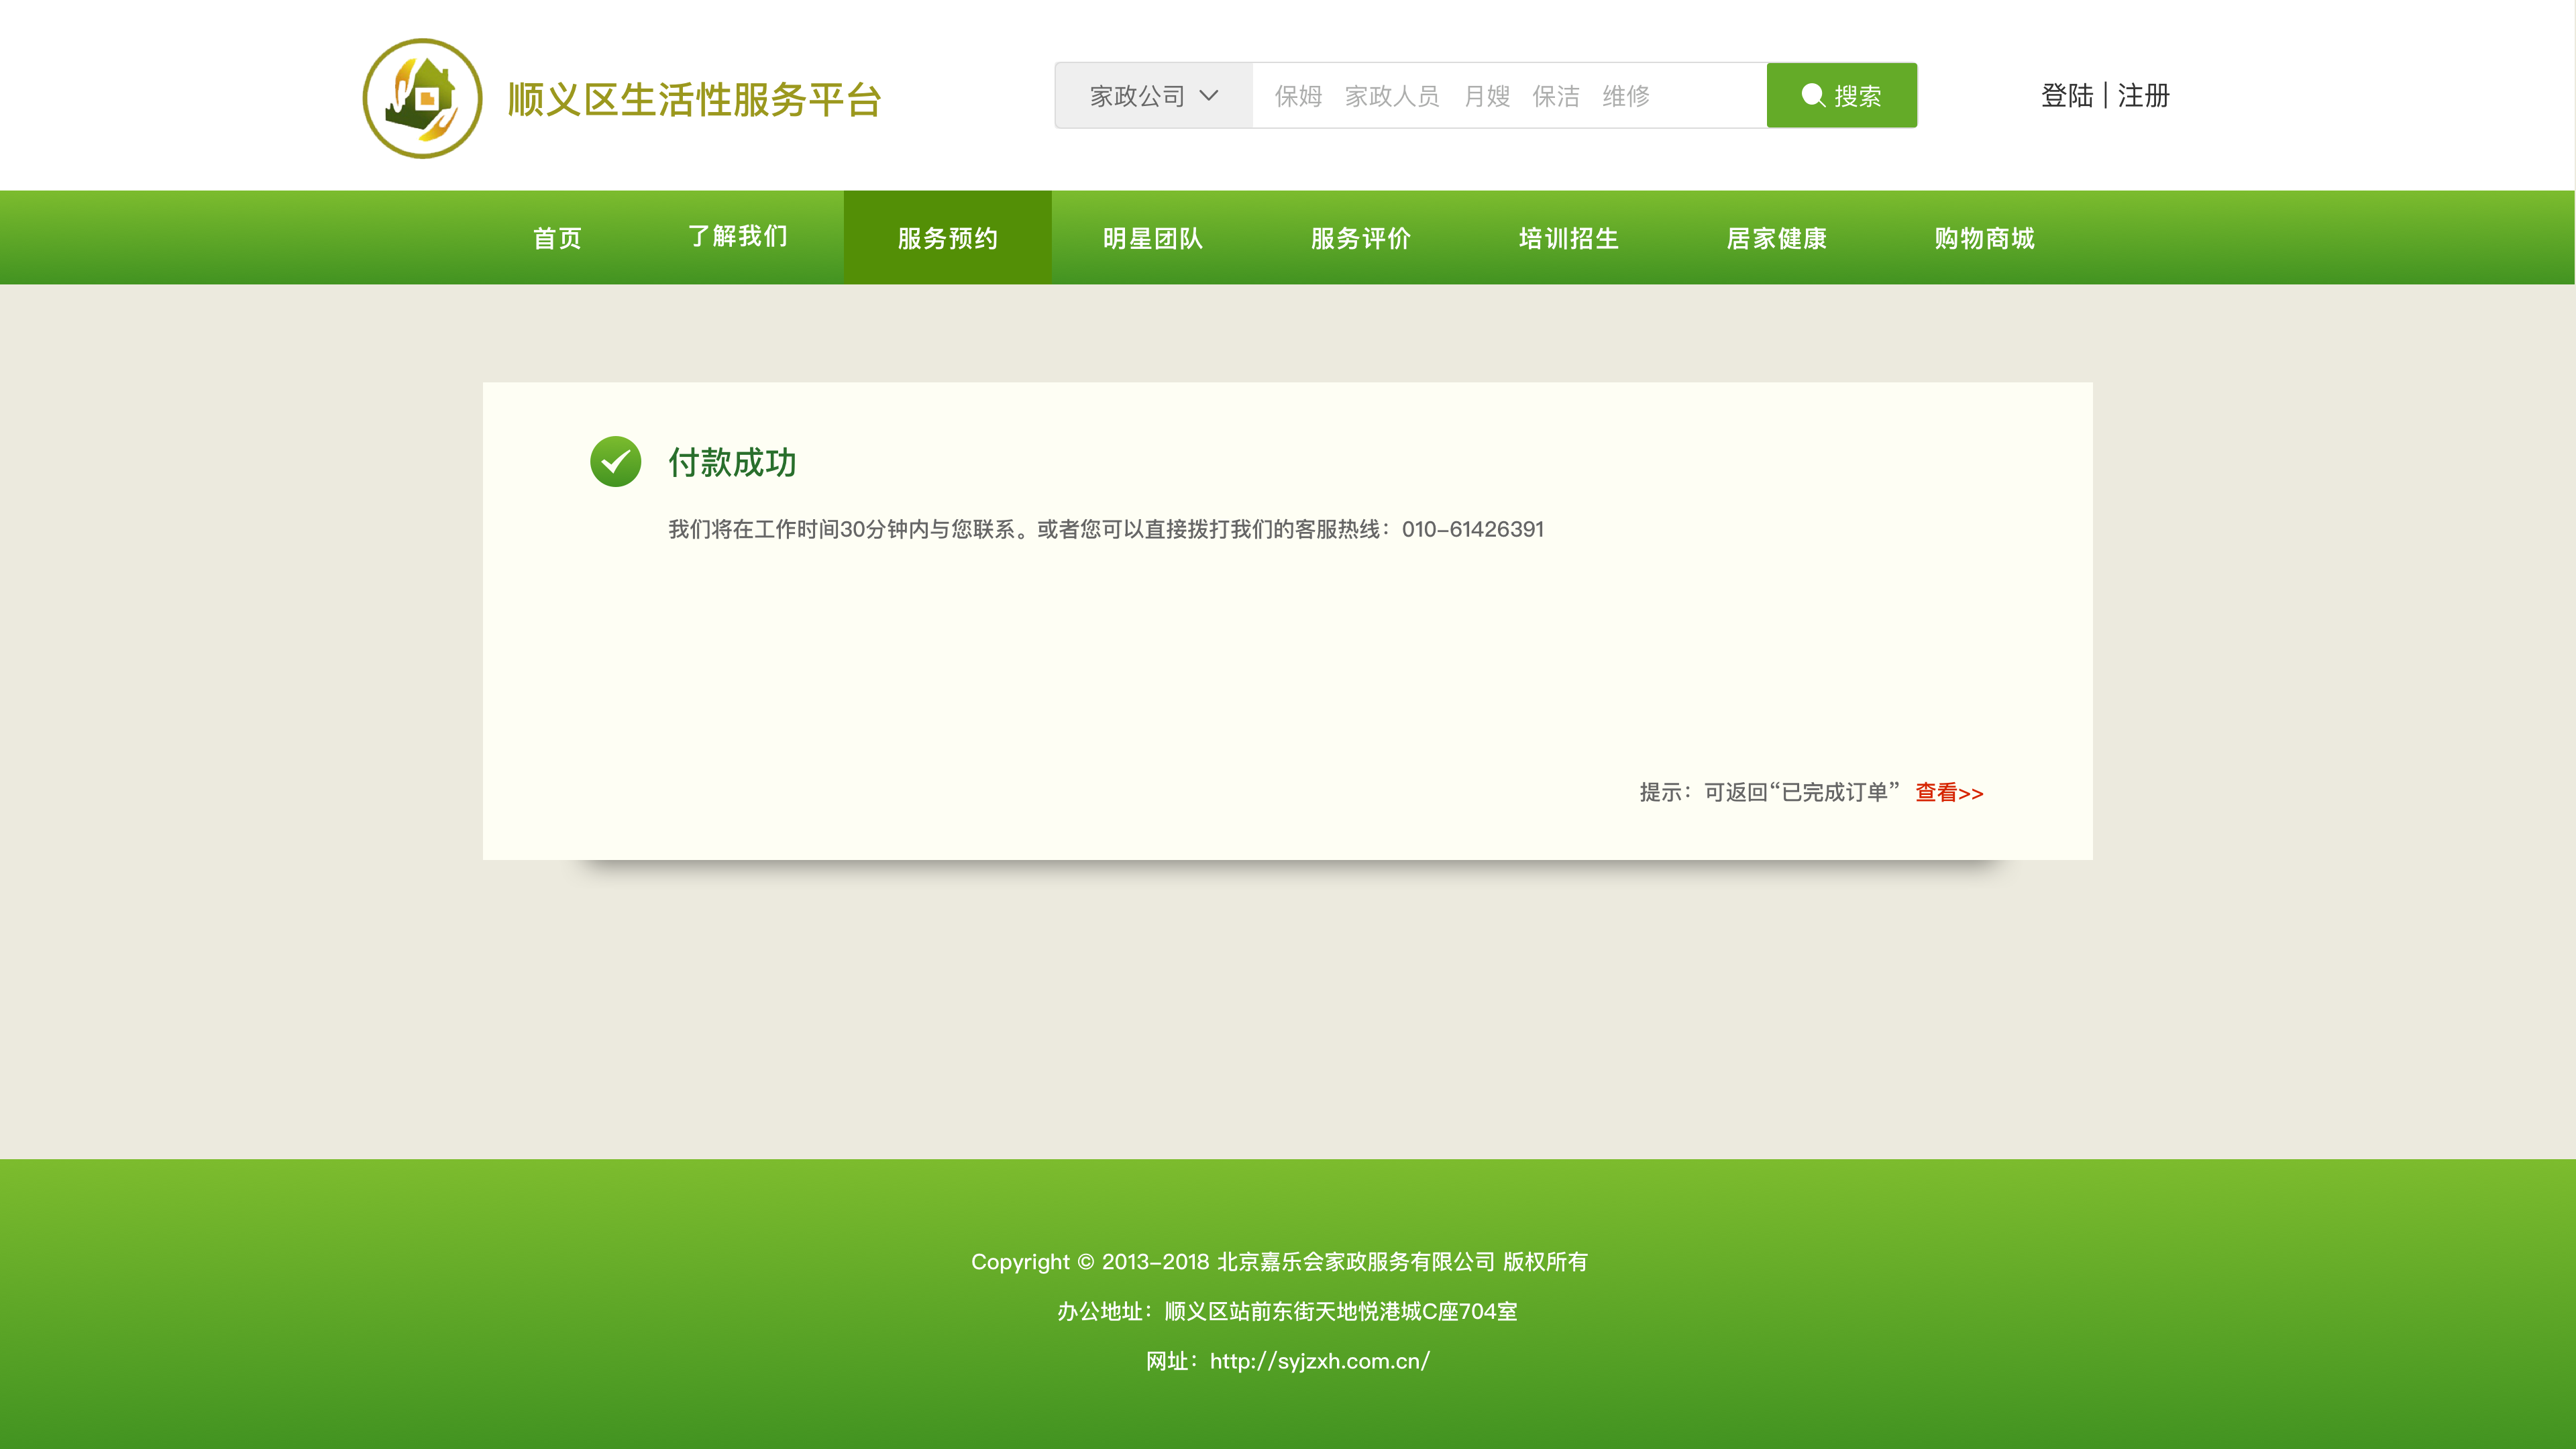 顺义区生活性服务平台
家政公司 保姆 家政人员 月嫂 保洁 维修 搜索
登陆 | 注册
首页 了解我们 服务预约 明星团队 服务评价 培训招生 居家健康 购物商城
付款成功
我们将在工作时间30分钟内与您联系。或者您可以直接拨打我们的客服热线：010-61426391
提示：可返回“已完成订单” 查看>>
Copyright © 2013-2018 北京嘉乐会家政服务有限公司 版权所有
办公地址：顺义区站前东街天地悦港城C座704室
网址：http://syjzxh.com.cn/